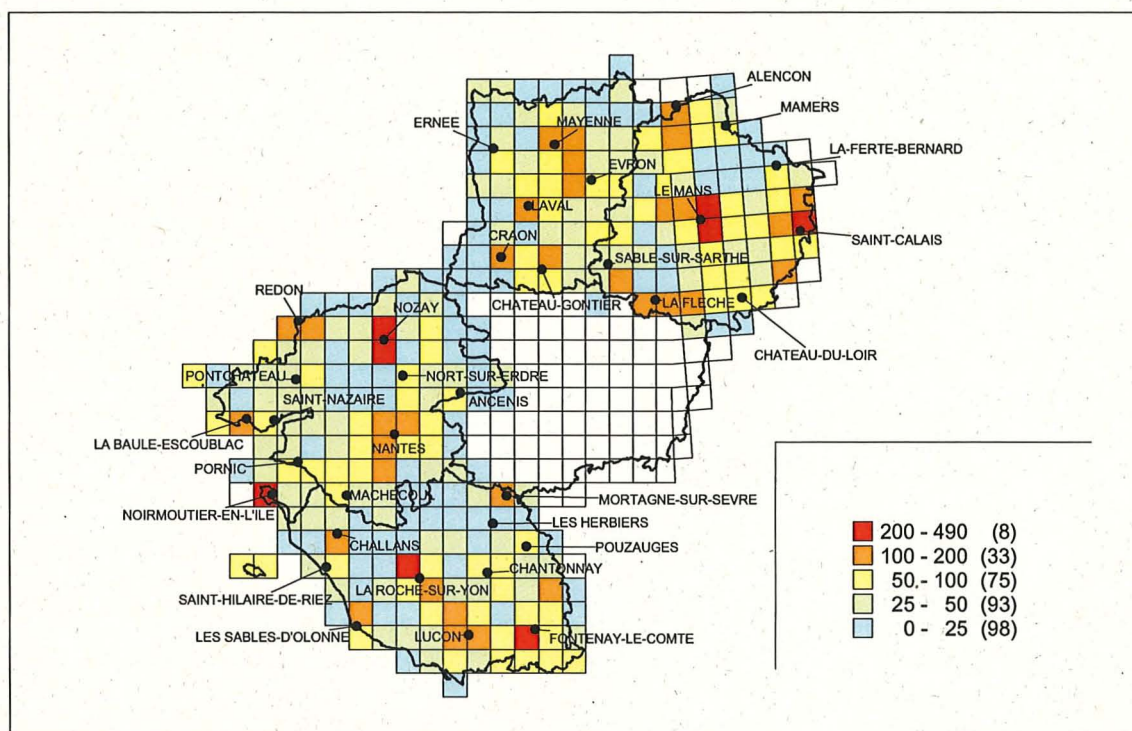 ALENCON
MAMERS
ERNEE
MAYENNE
LA-FERTE-BERNARD
EVRON
LE MANS
LAVAL
SAINT-CALAIS
CRAON
SABLE-SUR-SARTHE
REDON
CHATEAU-GONTIER
LA FLECHE
NOZAY
CHATEAU-DU-LOIR
PONTCHATEAU
NORT-SUR-ERDRE
SAINT-NAZAIRE
ANCENIS
LA BAULE-ESCOUBLAC
NANTES
PORNIC
MACHECOUL
MORTAGNE-SUR-SEVRE
NOIRMOUTIER-EN-L'ILE
LES HERBIERS
CHALLANS
POUZAUGES
CHANTONNAY
LA ROCHE-SUR-YON
SAINT-HILAIRE-DE-RIEZ
LES SABLES-D'OLONNE
LUCON
FONTENAY-LE-COMTE
200 - 490 (8)
100 - 200 (33)
50 - 100 (75)
25 - 50 (93)
0 - 25 (98)